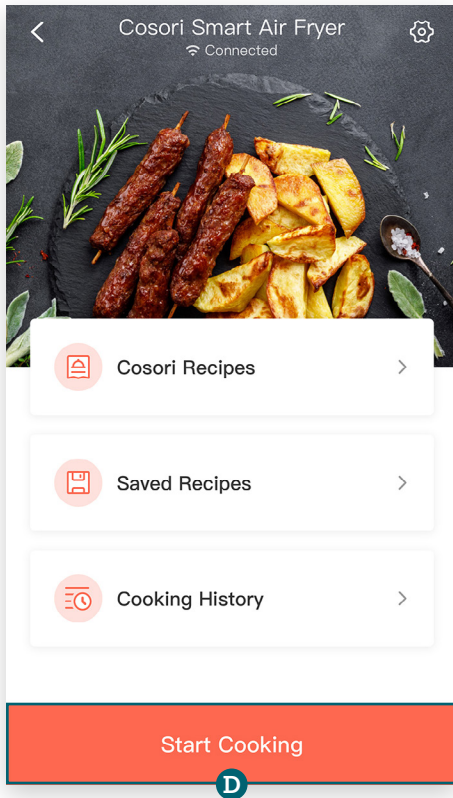 Cosori Smart Air Fryer
Connected
Cosori Recipes
Saved Recipes
Cooking History
Start Cooking
D